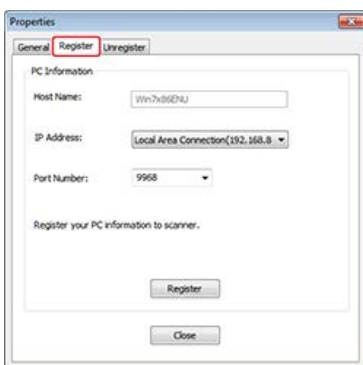 Properties
General Register Unregister
PC Information
Host Name: Win7x86ENU
IP Address: Local Area Connection(192.168.8
Port Number: 9968
Register your PC information to scanner.
Register
Close